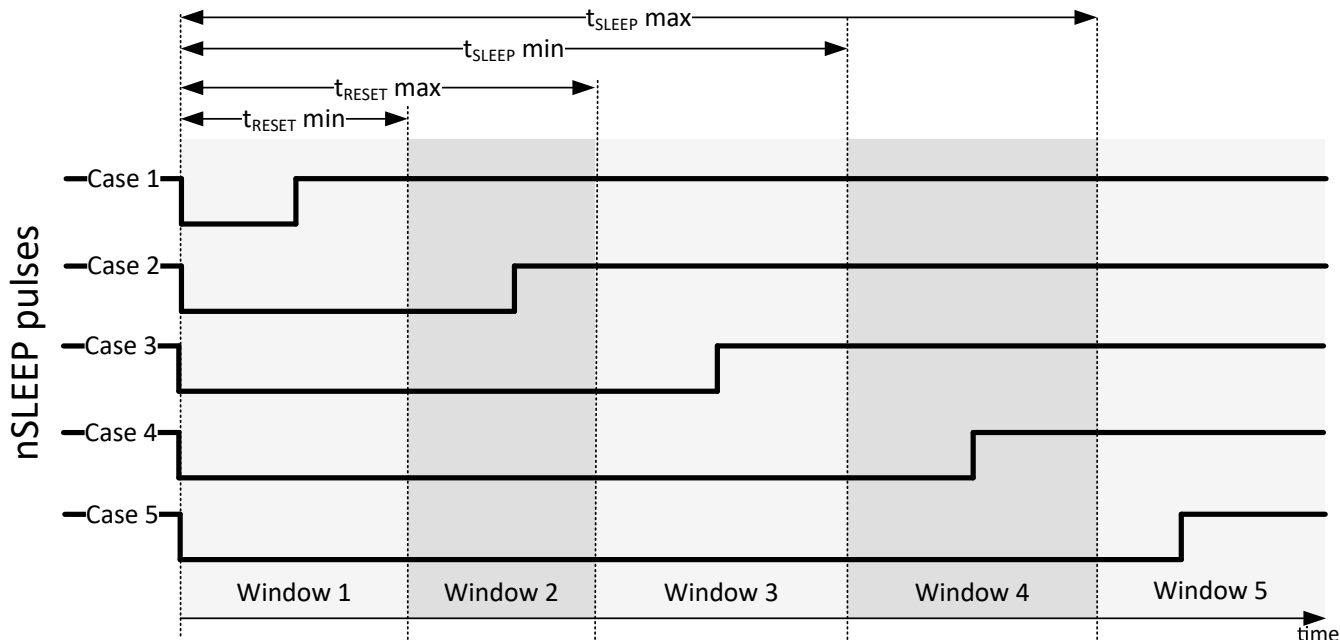 tSLEEP max
tSLEEP min
tRESET max
tRESET min
nSLEEP pulses
Case 1
Case 2
Case 3
Case 4
Case 5
Window 1
Window 2
Window 3
Window 4
Window 5
time